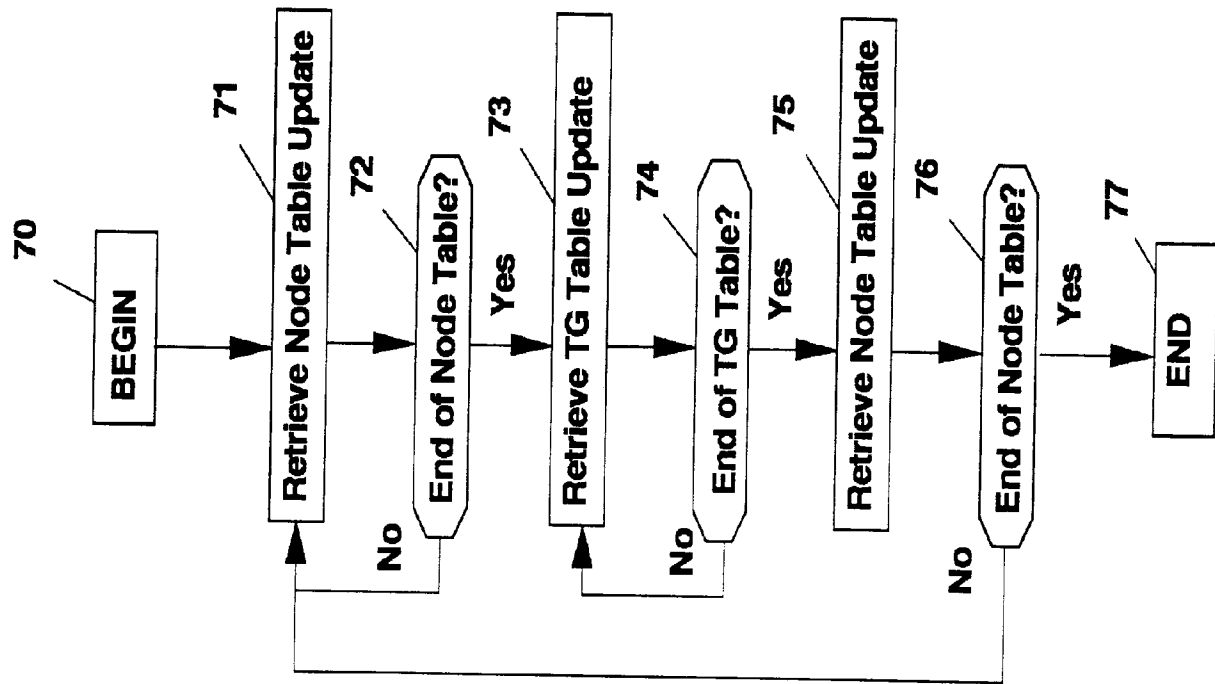 70
BEGIN
71
Retrieve Node Table Update
72
End of Node Table?
No
Yes
73
Retrieve TG Table Update
74
End of TG Table?
No
Yes
75
Retrieve Node Table Update
76
End of Node Table?
No
Yes
77
END